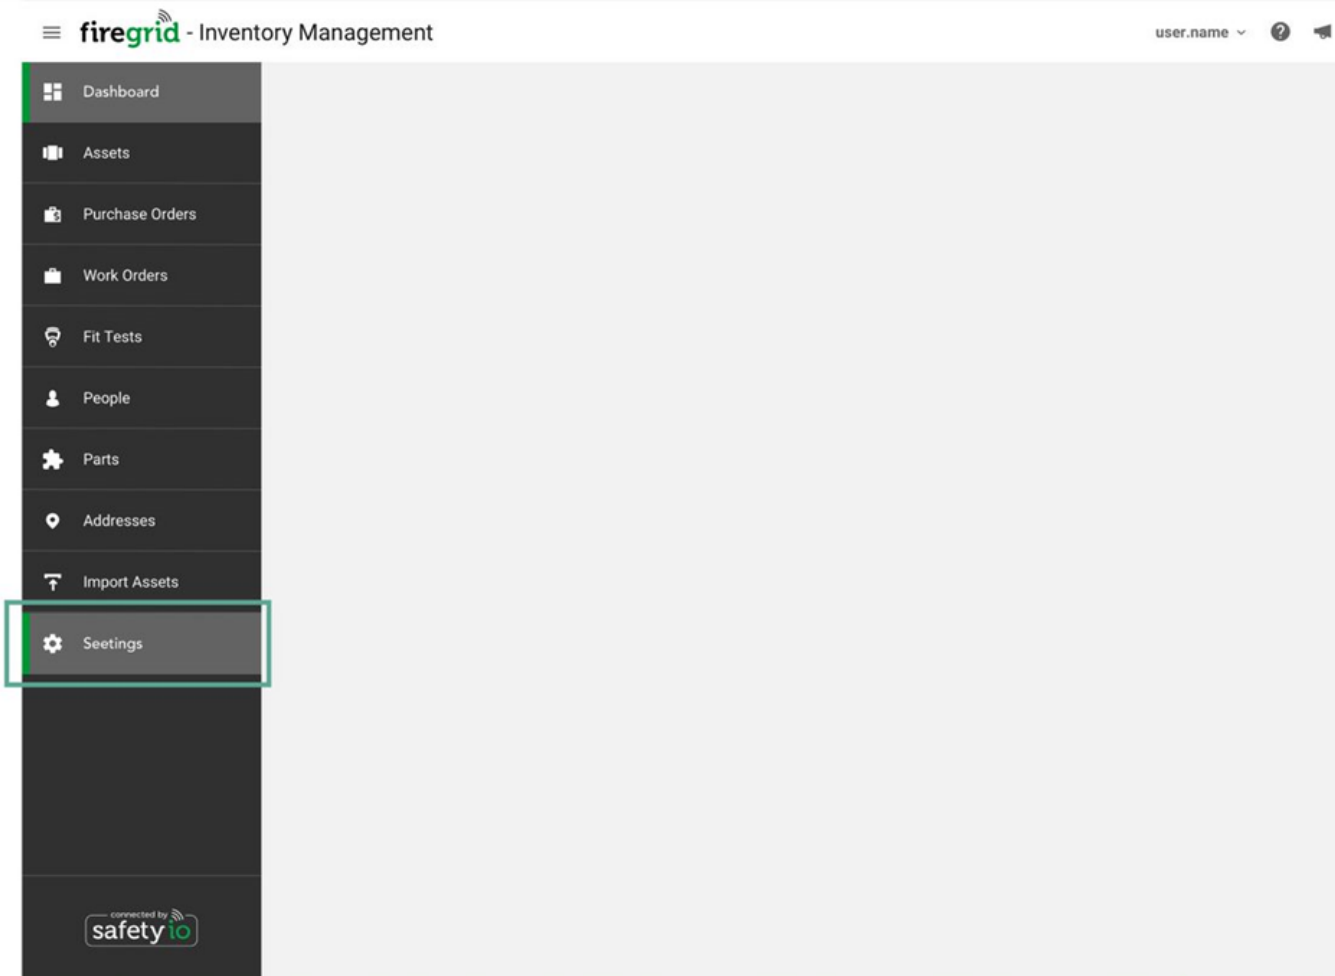 firegrid - Inventory Management
user.name
Dashboard
Assets
Purchase Orders
Work Orders
Fit Tests
People
Parts
Addresses
Import Assets
Seetings
connected by
safety io